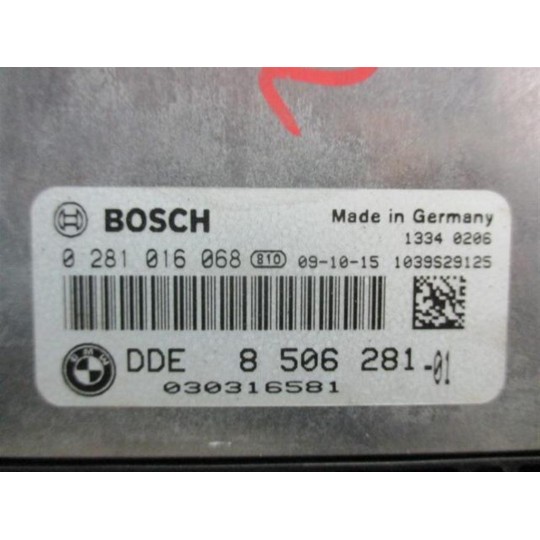 BOSCH Made in Germany
1334 0206
0 281 016 068 810 09-10-15 1039S29125
BMW DDE 8 506 281-01
030316581